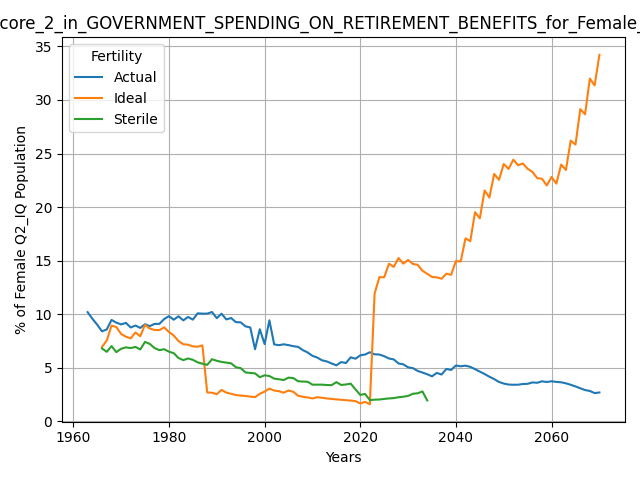 core_2_in_GOVERNMENT_SPENDING_ON_RETIREMENT_BENEFITS_for_Female_
Fertility
Actual
Ideal
Sterile
% of Female Q2_IQ Population
35
30
25
20
15
10
5
0
1960 1980 2000 2020 2040 2060
Years